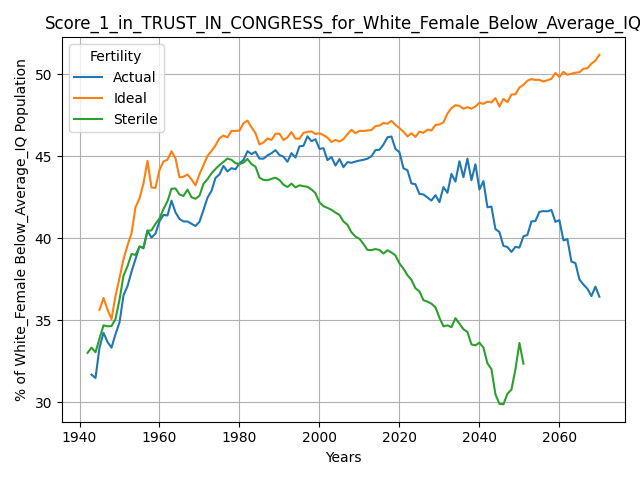 Score_1_in_TRUST_IN_CONGRESS_for_White_Female_Below_Average_IQ
Fertility
Actual
Ideal
Sterile
% of White_Female Below_Average_IQ Population
50
45
40
35
30
1940
1960
1980
2000
2020
2040
2060
Years